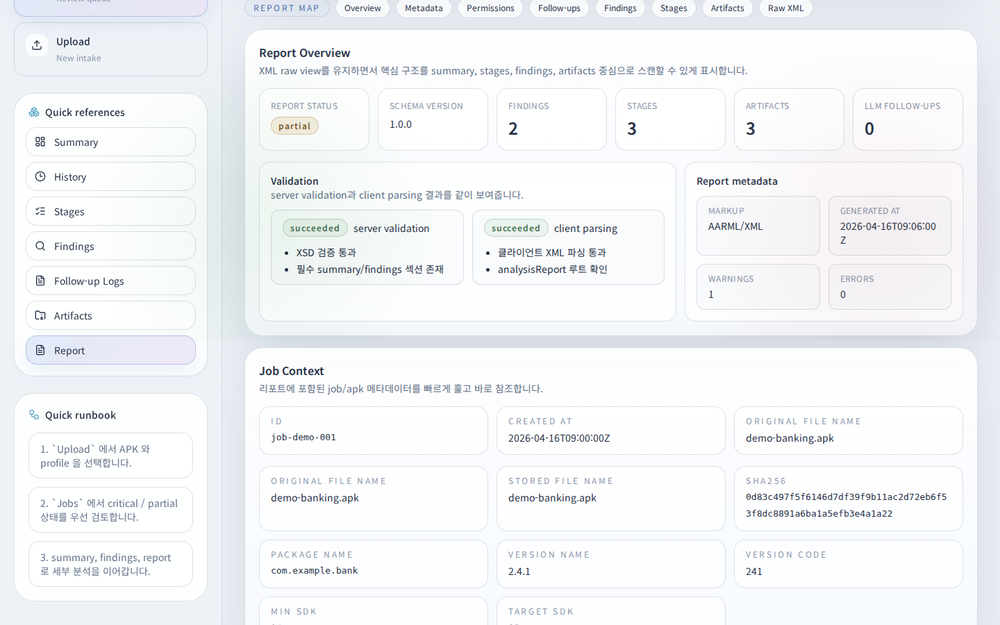 Review queue
Upload
New intake
Quick references
Summary
History
Stages
Findings
Follow-up Logs
Artifacts
Report
Quick runbook
1. `Upload` 에서 APK 와
profile 을 선택합니다.
2. `Jobs` 에서 critical / partial
상태를 우선 검토합니다.
3. summary, findings, report
로 세부 분석을 이어갑니다.
REPORT MAP
Overview
Metadata
Permissions
Follow-ups
Findings
Stages
Artifacts
Raw XML
Report Overview
XML raw view를 유지하면서 핵심 구조를 summary, stages, findings, artifacts 중심으로 스캔할 수 있게 표시합니다.
REPORT STATUS
partial
SCHEMA VERSION
1.0.0
FINDINGS
2
STAGES
3
ARTIFACTS
3
LLM FOLLOW-UPS
0
Validation
server validation과 client parsing 결과를 같이 보여줍니다.
succeeded server validation
• XSD 검증 통과
• 필수 summary/findings 섹션 존재
succeeded client parsing
• 클라이언트 XML 파싱 통과
• analysisReport 루트 확인
Report metadata
MARKUP
AARML/XML
GENERATED AT
2026-04-16T09:06:00
Z
WARNINGS
1
ERRORS
0
Job Context
리포트에 포함된 job/apk 메타데이터를 빠르게 훑고 바로 참조합니다.
ID
job-demo-001
CREATED AT
2026-04-16T09:00:00Z
ORIGINAL FILE NAME
demo-banking.apk
ORIGINAL FILE NAME
demo-banking.apk
STORED FILE NAME
demo-banking.apk
SHA256
0d83c497f5f6146d7df39f9b11ac2d72eb6f5
3f8dc8891a6ba1a5efb3e4a1a22
PACKAGE NAME
com.example.bank
VERSION NAME
2.4.1
VERSION CODE
241
MIN SDK
TARGET SDK